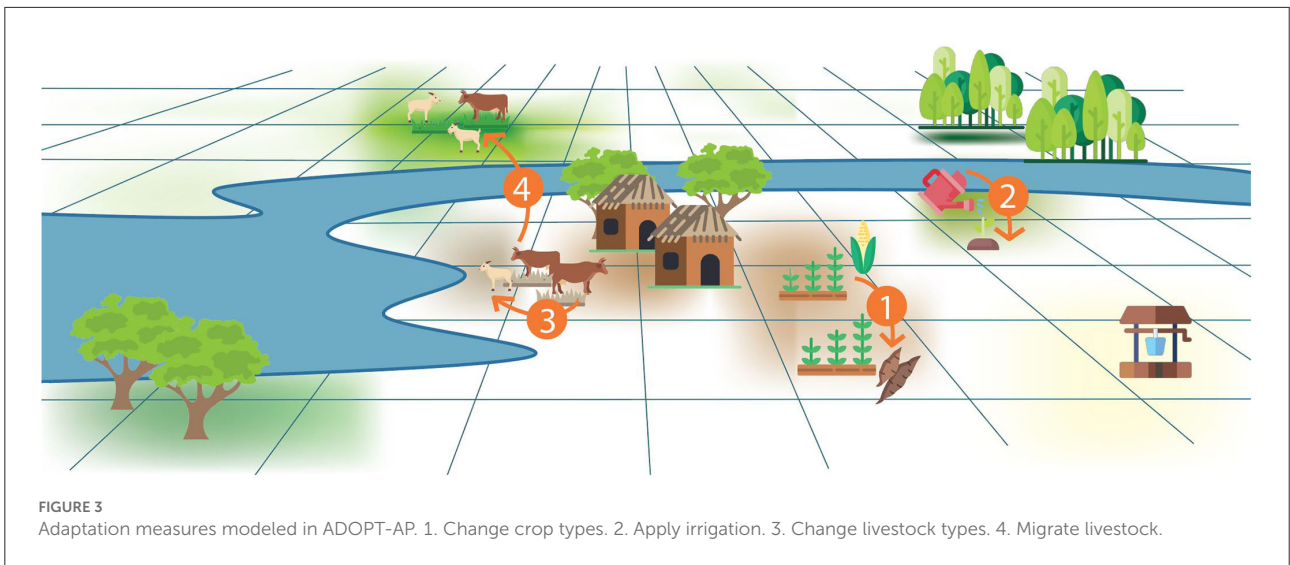 4
2
1
3
FIGURE 3
Adaptation measures modeled in ADOPT-AP. 1. Change crop types. 2. Apply irrigation. 3. Change livestock types. 4. Migrate livestock.